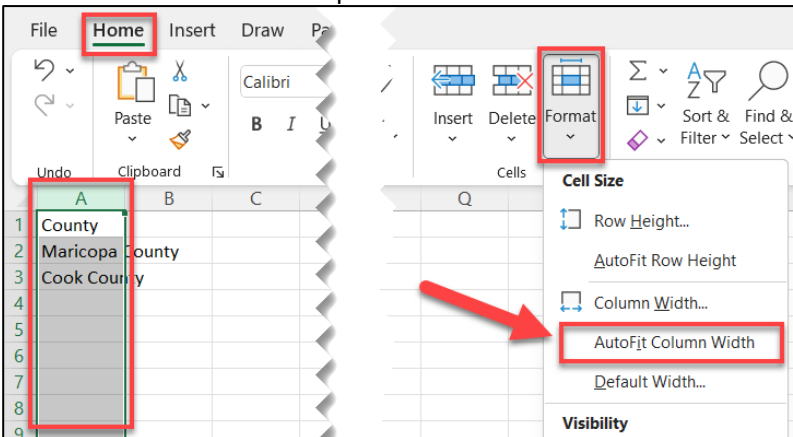 File Home Insert Draw Pa
Calibri
Paste
B I U
Insert Delete Format
Sort & Find &
Filter Select
Undo Clipboard
Cells
Cell Size
A B C Q
Row Height...
1 County
2 Maricopa County
AutoFit Row Height
3 Cook County
4
Column Width...
5
AutoFit Column Width
6
7
Default Width...
8
Visibility
9